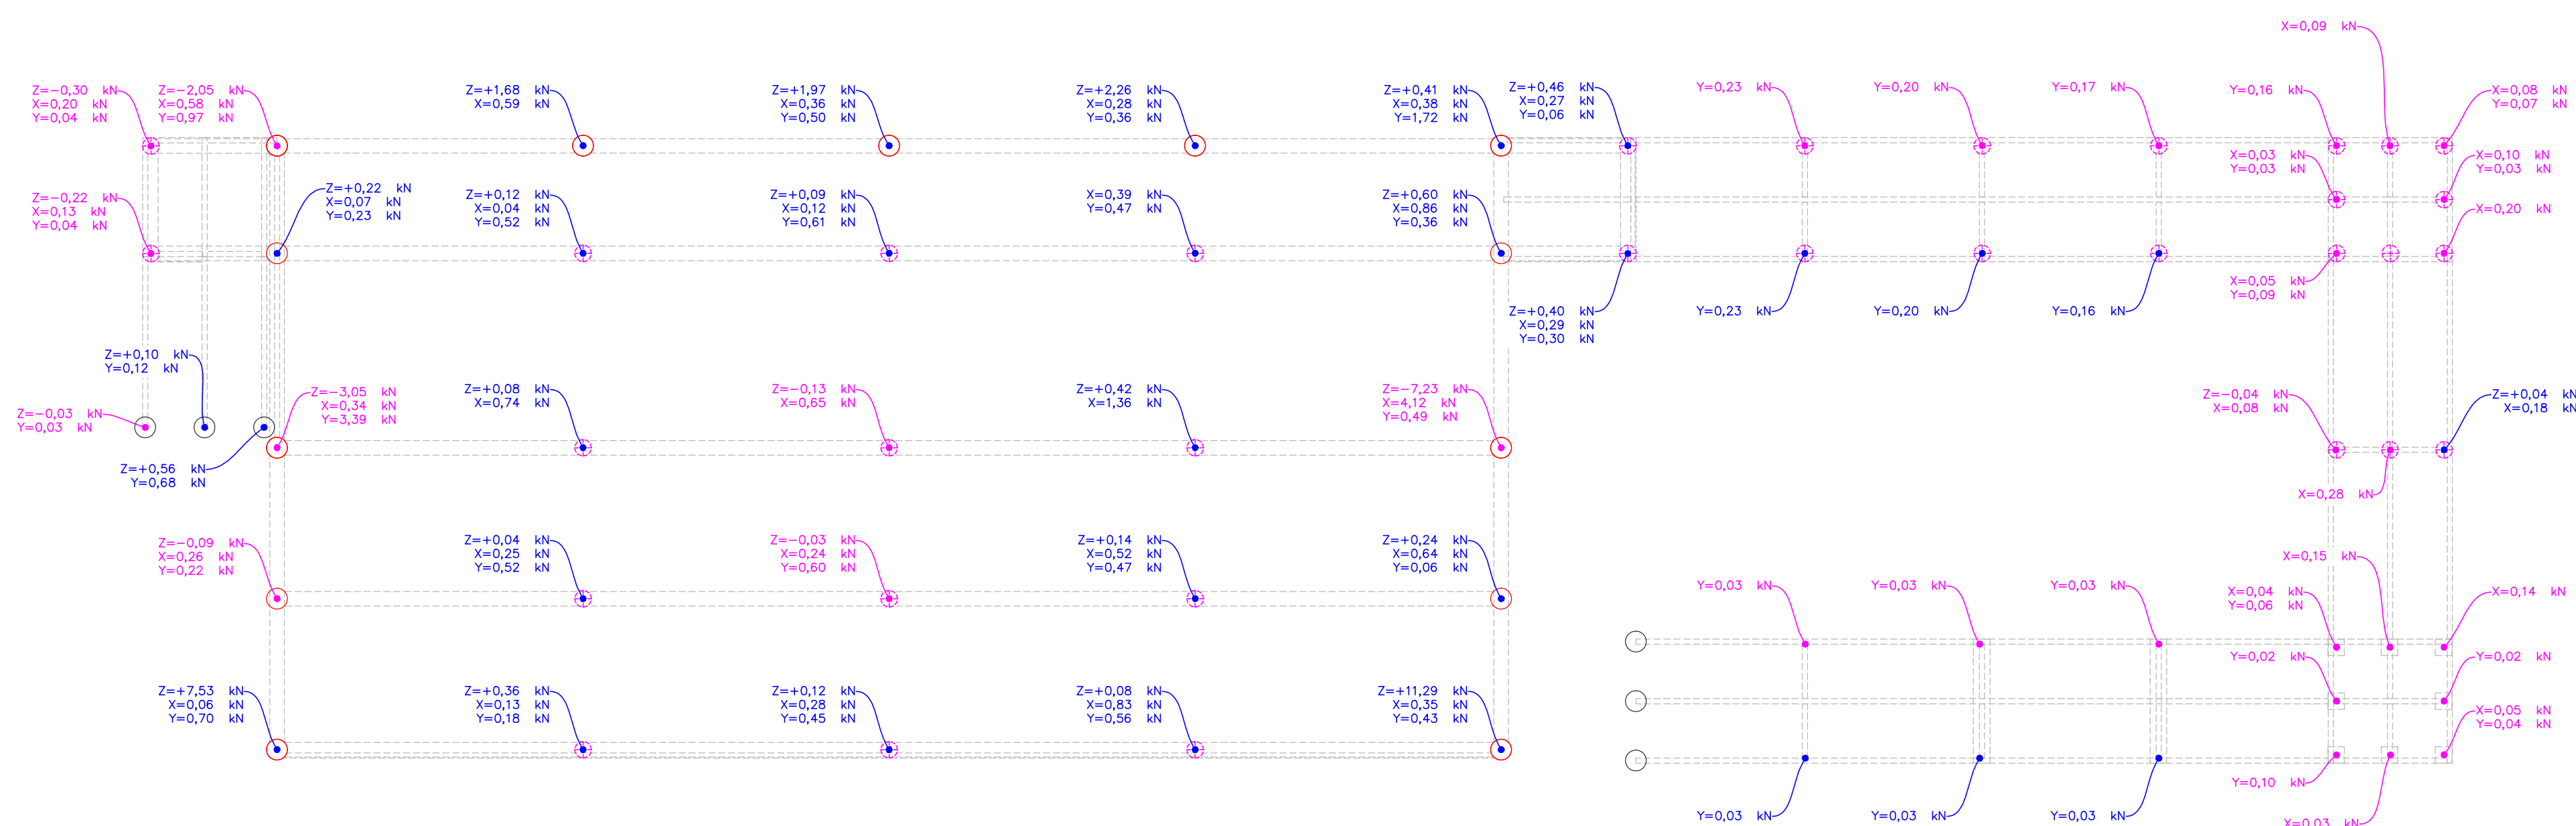 X=0,09 kN
Z=−0,30 kN
X=0,20 kN
Y=0,04 kN
Z=−2,05 kN
X=0,58 kN
Y=0,97 kN
Z=+1,68 kN
X=0,59 kN
Z=+1,97 kN
X=0,36 kN
Y=0,50 kN
Z=+2,26 kN
X=0,28 kN
Y=0,36 kN
Z=+0,41 kN
X=0,38 kN
Y=1,72 kN
Z=+0,46 kN
X=0,27 kN
Y=0,06 kN
Y=0,23 kN
Y=0,20 kN
Y=0,17 kN
Y=0,16 kN
X=0,08 kN
Y=0,07 kN
X=0,03 kN
Y=0,03 kN
X=0,10 kN
Y=0,03 kN
Z=−0,22 kN
X=0,13 kN
Y=0,04 kN
Z=+0,22 kN
X=0,07 kN
Y=0,23 kN
Z=+0,12 kN
X=0,04 kN
Y=0,52 kN
Z=+0,09 kN
X=0,12 kN
Y=0,61 kN
X=0,39 kN
Y=0,47 kN
Z=+0,60 kN
X=0,86 kN
Y=0,36 kN
X=0,20 kN
X=0,05 kN
Y=0,09 kN
Z=+0,40 kN
X=0,29 kN
Y=0,30 kN
Y=0,23 kN
Y=0,20 kN
Y=0,16 kN
Z=+0,10 kN
Y=0,12 kN
Z=−0,03 kN
Y=0,03 kN
Z=−3,05 kN
X=0,34 kN
Y=3,39 kN
Z=+0,08 kN
X=0,74 kN
Z=−0,13 kN
X=0,65 kN
Z=+0,42 kN
X=1,36 kN
Z=−7,23 kN
X=4,12 kN
Y=0,49 kN
Z=−0,04 kN
X=0,08 kN
Z=+0,04 kN
X=0,18 kN
Z=+0,56 kN
Y=0,68 kN
X=0,28 kN
Z=−0,09 kN
X=0,26 kN
Y=0,22 kN
Z=+0,04 kN
X=0,25 kN
Y=0,52 kN
Z=−0,03 kN
X=0,24 kN
Y=0,60 kN
Z=+0,14 kN
X=0,52 kN
Y=0,47 kN
Z=+0,24 kN
X=0,64 kN
Y=0,06 kN
X=0,15 kN
Y=0,03 kN
Y=0,03 kN
Y=0,03 kN
X=0,04 kN
Y=0,06 kN
X=0,14 kN
Y=0,02 kN
Y=0,02 kN
Z=+7,53 kN
X=0,06 kN
Y=0,70 kN
Z=+0,36 kN
X=0,13 kN
Y=0,18 kN
Z=+0,12 kN
X=0,28 kN
Y=0,45 kN
Z=+0,08 kN
X=0,83 kN
Y=0,56 kN
Z=+11,29 kN
X=0,35 kN
Y=0,43 kN
X=0,05 kN
Y=0,04 kN
Y=0,10 kN
Y=0,03 kN
Y=0,03 kN
Y=0,03 kN
X=0,03 kN